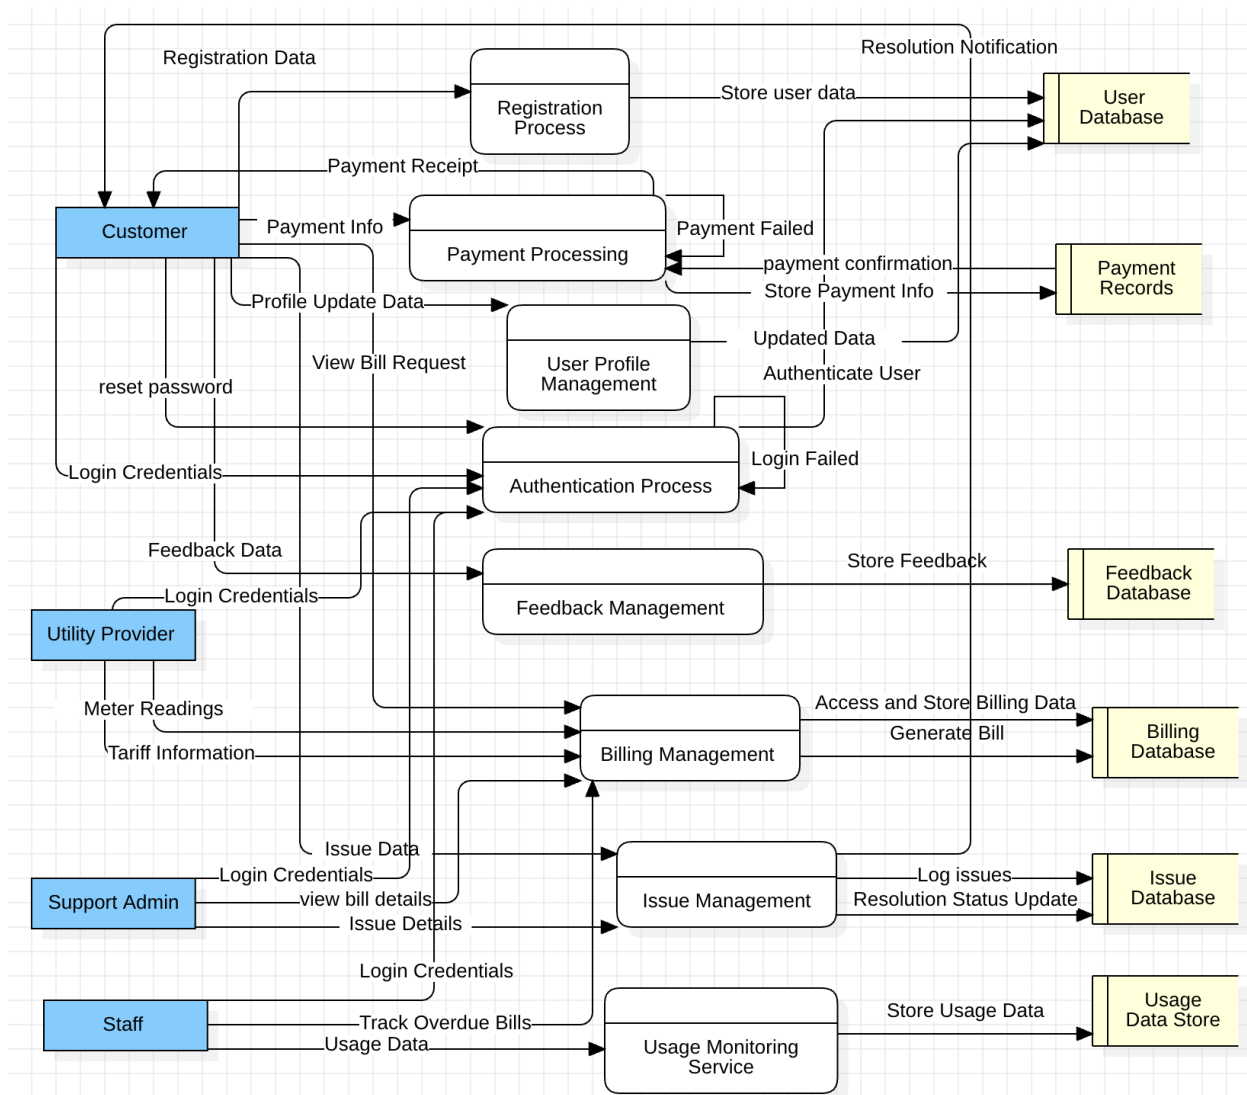 Resolution Notification
Registration Data
Registration
Process
Store user data
User
Database
Payment Receipt
Customer
Payment Info
Payment Failed
Payment Processing
payment confirmation
Payment
Records
Store Payment Info
Profile Update Data
Updated Data
View Bill Request
User Profile
Management
Authenticate User
reset password
Login Failed
Login Credentials
Authentication Process
Feedback Data
Store Feedback
Feedback
Database
Login Credentials
Feedback Management
Utility Provider
Meter Readings
Access and Store Billing Data
Generate Bill
Billing
Database
Tariff Information
Billing Management
Issue Data
Login Credentials
Log issues
Issue
Database
Support Admin
view bill details
Issue Management
Resolution Status Update
Issue Details
Login Credentials
Usage
Data Store
Store Usage Data
Staff
Track Overdue Bills
Usage Data
Usage Monitoring
Service